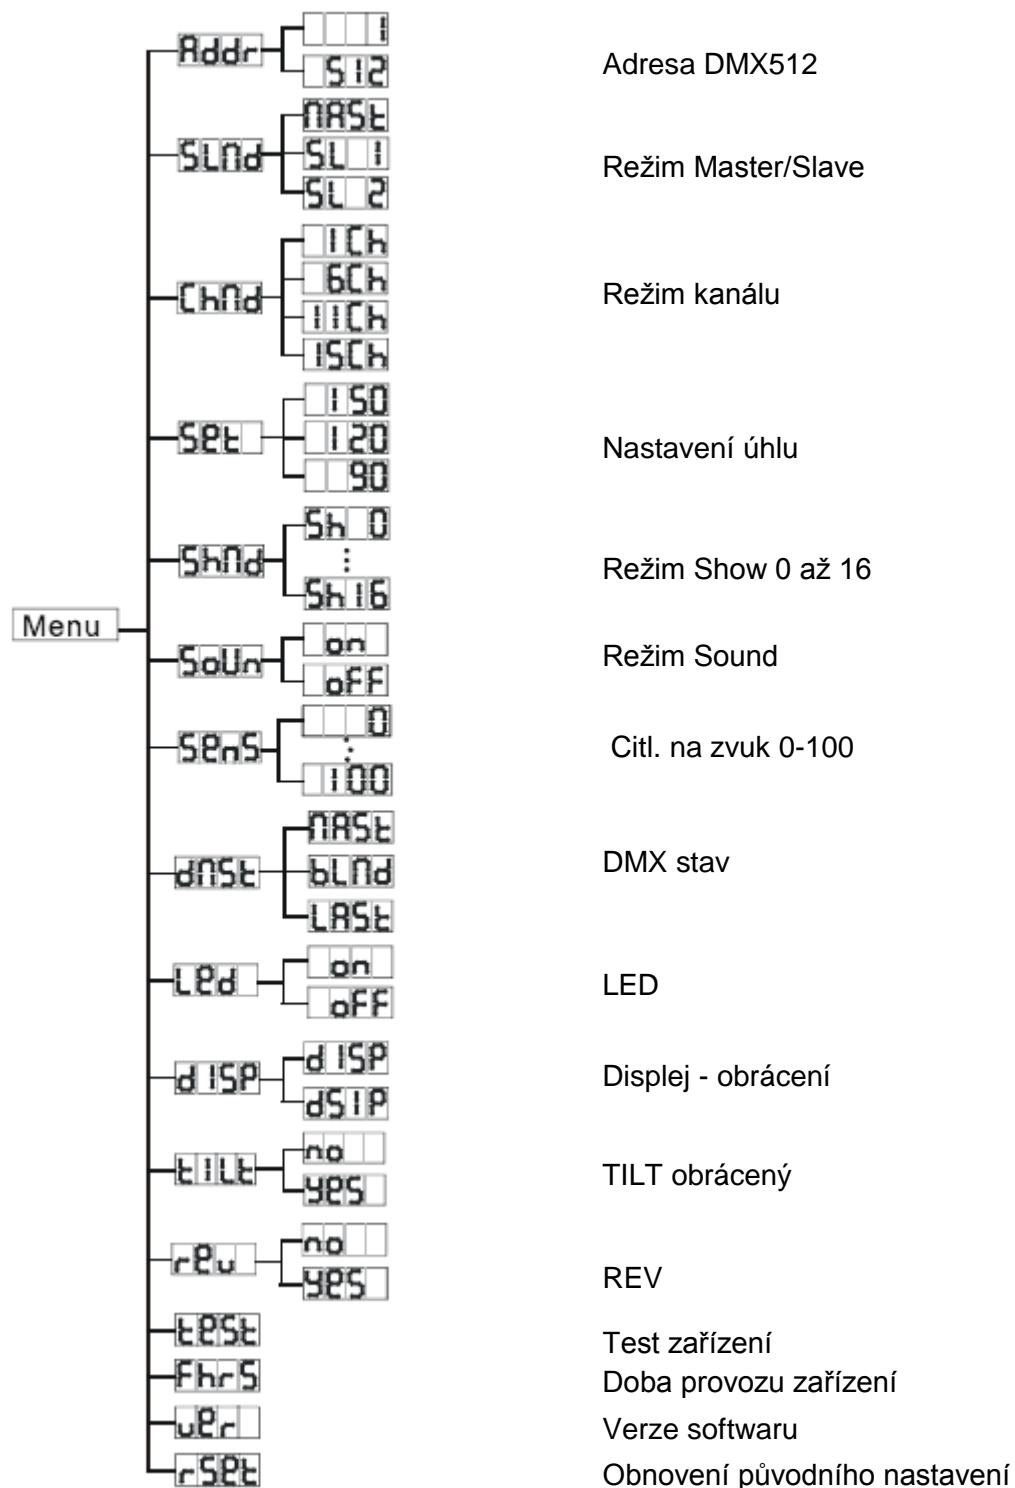 Addr
1
512
Adresa DMX512
SLMd
MASt
SL 1
SL 2
Režim Master/Slave
ChMd
1Ch
6Ch
11Ch
15Ch
Režim kanálu
Set
150
120
90
Nastavení úhlu
ShMd
Sh 0
Sh16
Režim Show 0 až 16
Menu
SoUn
on
off
Režim Sound
SenS
0
100
Citl. na zvuk 0-100
dMSt
MASt
bLMd
LASt
DMX stav
Led
on
off
LED
dISP
dISP
dSIP
Displej - obrácení
tiLt
no
yes
TILT obrácený
rev
no
yes
REV
teSt
Test zařízení
FhrS
Doba provozu zařízení
ver
Verze softwaru
rSet
Obnovení původního nastavení